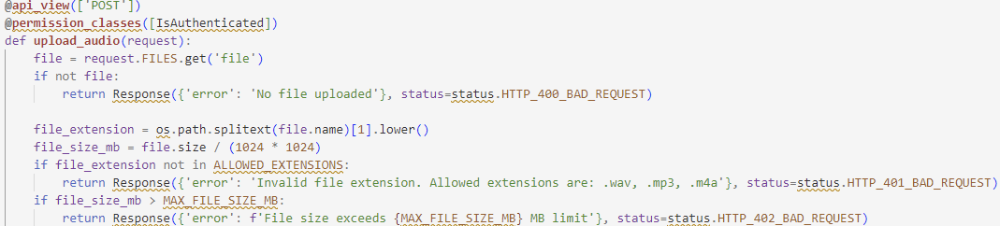 @api_view(['POST'])
@permission_classes([IsAuthenticated])
def upload_audio(request):
    file = request.FILES.get('file')
    if not file:
        return Response({'error': 'No file uploaded'}, status=status.HTTP_400_BAD_REQUEST)

    file_extension = os.path.splitext(file.name)[1].lower()
    file_size_mb = file.size / (1024 * 1024)
    if file_extension not in ALLOWED_EXTENSIONS:
        return Response({'error': 'Invalid file extension. Allowed extensions are: .wav, .mp3, .m4a'}, status=status.HTTP_401_BAD_REQUEST)
    if file_size_mb > MAX_FILE_SIZE_MB:
        return Response({'error': f'File size exceeds {MAX_FILE_SIZE_MB} MB limit'}, status=status.HTTP_402_BAD_REQUEST)